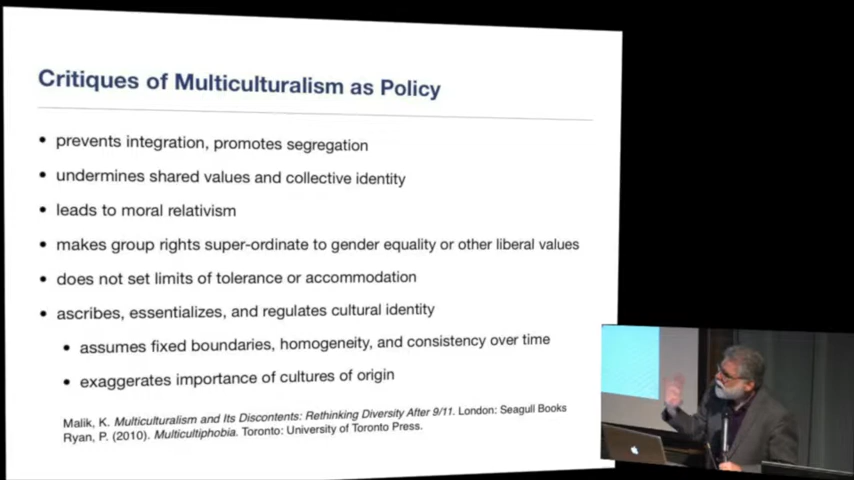 Critiques of Multiculturalism as Policy
• prevents integration, promotes segregation
• undermines shared values and collective identity
• leads to moral relativism
• makes group rights super-ordinate to gender equality or other liberal values
• does not set limits of tolerance or accommodation
• ascribes, essentializes, and regulates cultural identity
• assumes fixed boundaries, homogeneity, and consistency over time
• exaggerates importance of cultures of origin
Malik, K. Multiculturalism and Its Discontents: Rethinking Diversity After 9/11. London: Seagull Books
Ryan, P. (2010). Multicultiphobia. Toronto: University of Toronto Press.